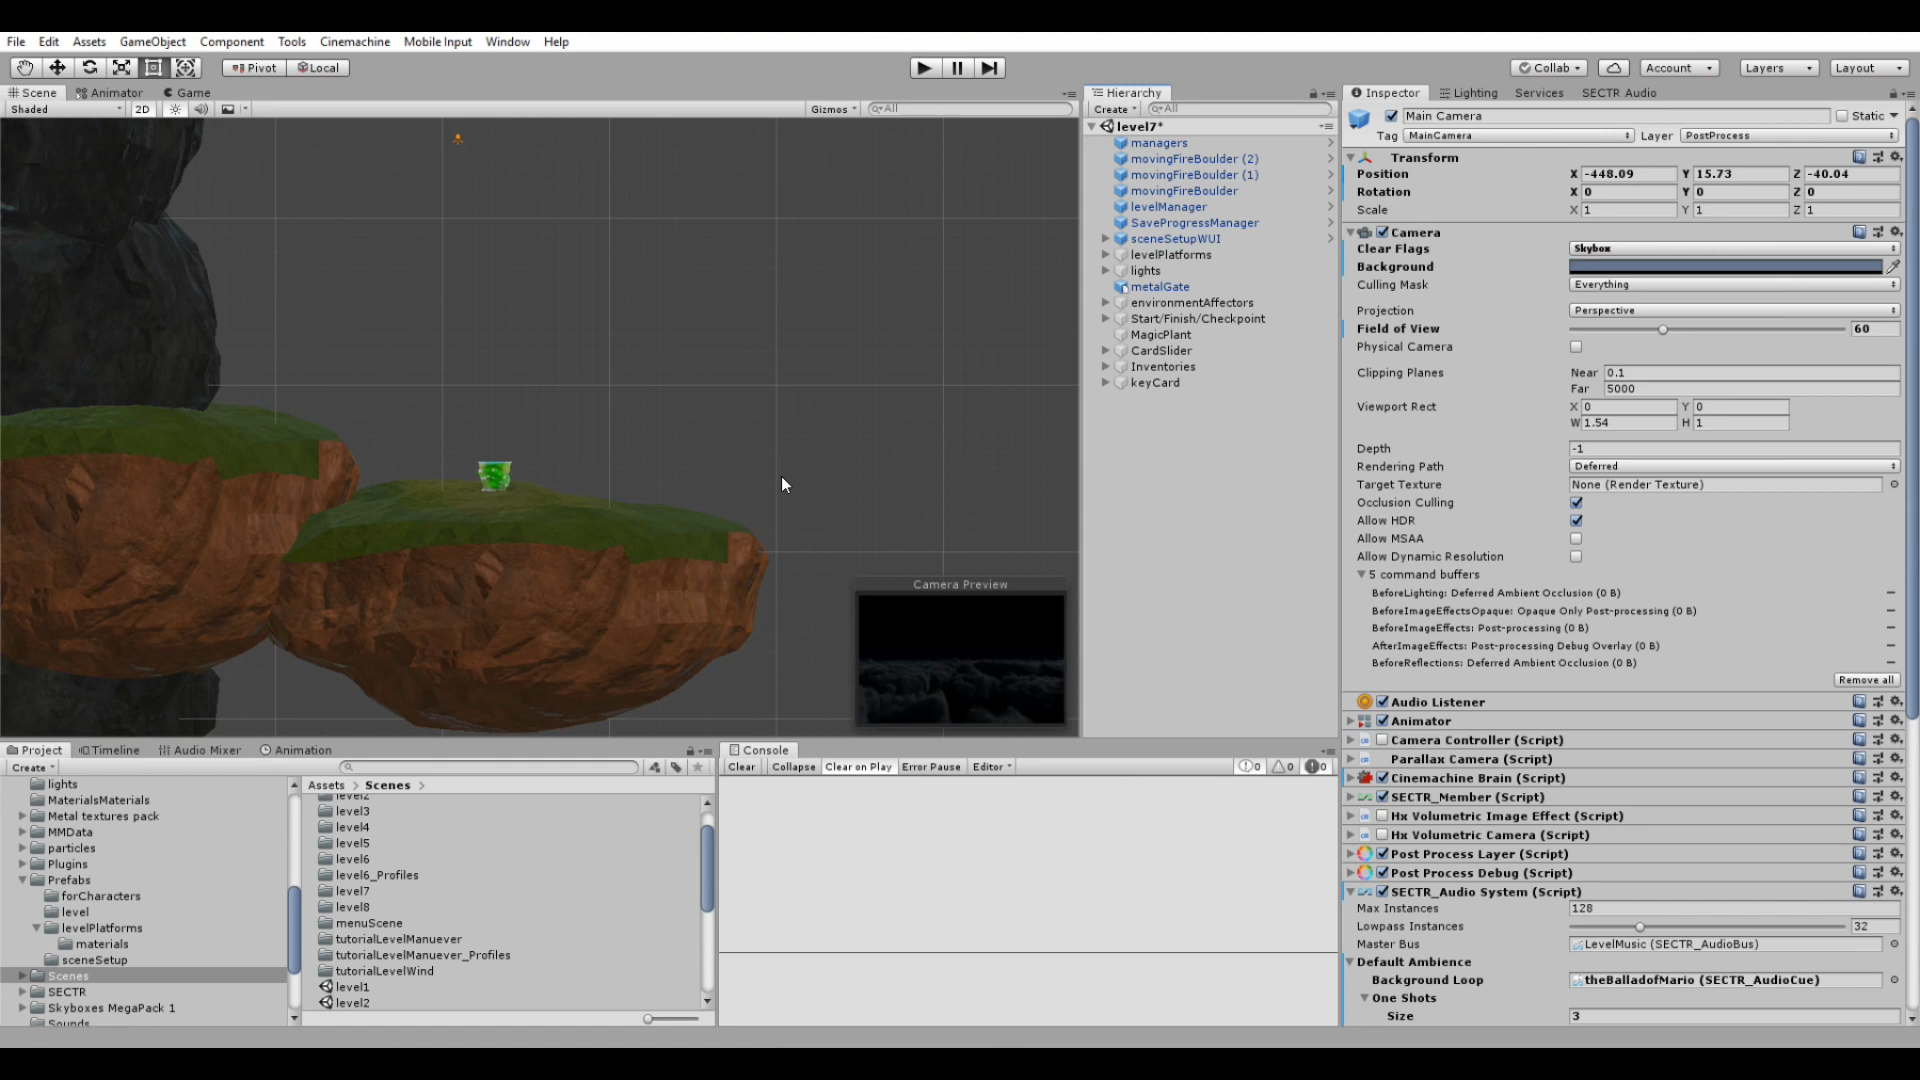 File Edit Assets GameObject Component Tools Cinemachine Mobile Input Window Help
Pivot Local Collab Account Layers Layout
Scene Animator Game
Shaded 2D Gizmos All
Hierarchy
Create All
level7*
managers
movingFireBoulder (2)
movingFireBoulder (1)
movingFireBoulder
levelManager
SaveProgressManager
sceneSetupWUI
levelPlatforms
lights
metalGate
environmentAffectors
Start/Finish/Checkpoint
MagicPlant
CardSlider
Inventories
keyCard
Camera Preview
Inspector Lighting Services SECTR Audio
Main Camera Static
Tag MainCamera Layer PostProcess
Transform
Position X -448.09 Y 15.73 Z -40.04
Rotation X 0 Y 0 Z 0
Scale X 1 Y 1 Z 1
Camera
Clear Flags Skybox
Background
Culling Mask Everything
Projection Perspective
Field of View 60
Physical Camera
Clipping Planes Near 0.1
Far 5000
Viewport Rect X 0 Y 0
W 1.54 H 1
Depth -1
Rendering Path Deferred
Target Texture None (Render Texture)
Occlusion Culling
Allow HDR
Allow MSAA
Allow Dynamic Resolution
5 command buffers
BeforeLighting: Deferred Ambient Occlusion (0 B)
BeforeImageEffectsOpaque: Opaque Only Post-processing (0 B)
BeforeImageEffects: Post-processing (0 B)
AfterImageEffects: Post-processing Debug Overlay (0 B)
BeforeReflections: Deferred Ambient Occlusion (0 B)
Remove all
Audio Listener
Animator
Camera Controller (Script)
Parallax Camera (Script)
Cinemachine Brain (Script)
SECTR_Member (Script)
Hx Volumetric Image Effect (Script)
Hx Volumetric Camera (Script)
Post Process Layer (Script)
Post Process Debug (Script)
SECTR_Audio System (Script)
Max Instances 128
Lowpass Instances 32
Master Bus LevelMusic (SECTR_AudioBus)
Default Ambience
Background Loop theBalladofMario (SECTR_AudioCue)
One Shots
Size 3
Project Timeline Audio Mixer Animation
Create
lights
MaterialsMaterials
Metal textures pack
MMData
particles
Plugins
Prefabs
forCharacters
level
levelPlatforms
materials
sceneSetup
Scenes
SECTR
Skyboxes MegaPack 1
Sounds
Assets > Scenes >
level2
level3
level4
level5
level6
level6_Profiles
level7
level8
menuScene
tutorialLevelManuever
tutorialLevelManuever_Profiles
tutorialLevelWind
level1
level2
Console
Clear Collapse Clear on Play Error Pause Editor 0 0 0